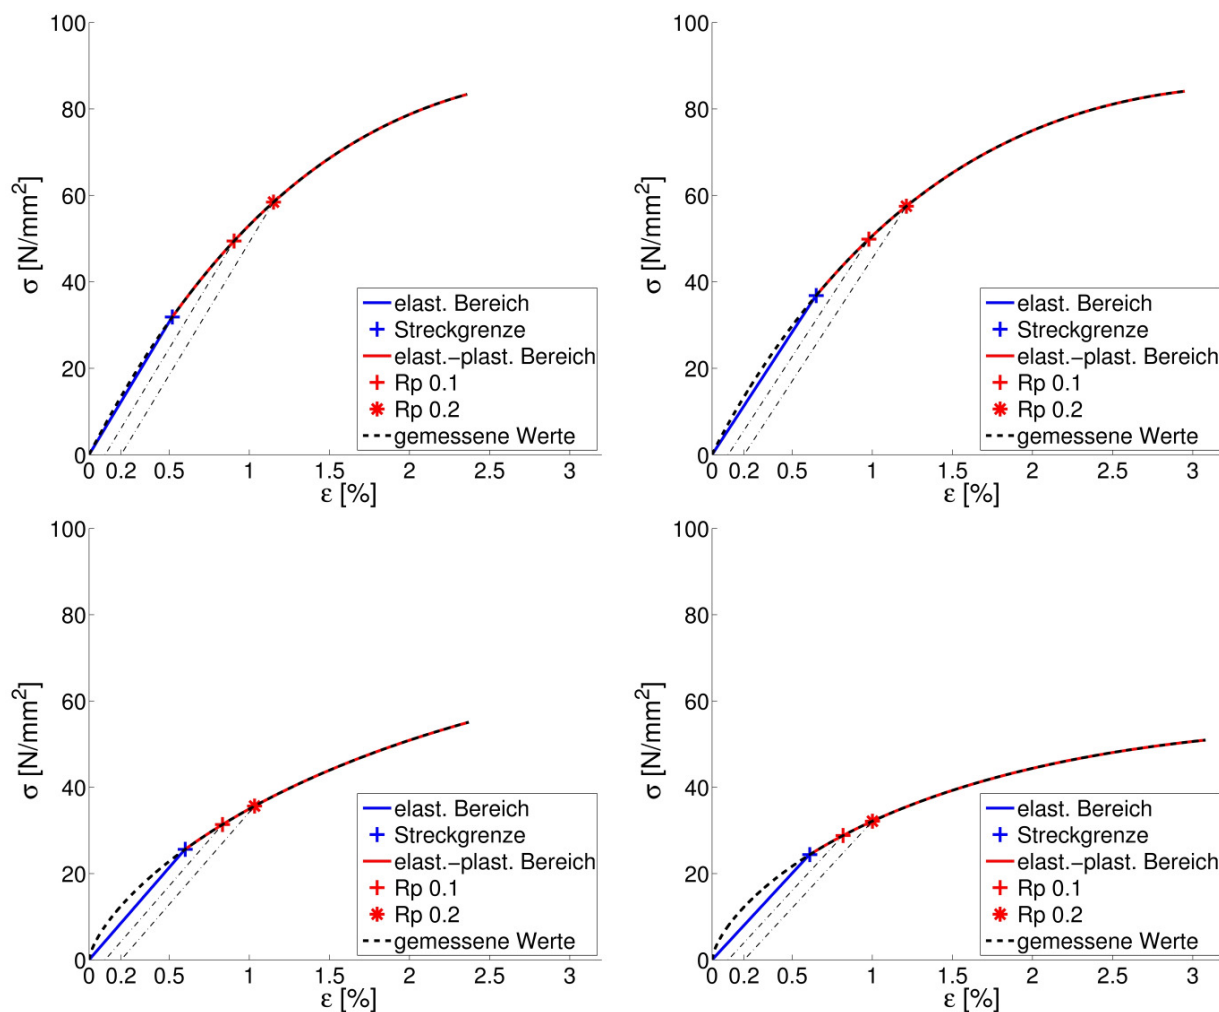 100
80
60
40
20
0
σ [N/mm²]
0 0.2 0.5 1 1.5 2 2.5 3
ε [%]
elast. Bereich
Streckgrenze
elast.-plast. Bereich
Rp 0.1
Rp 0.2
gemessene Werte
100
80
60
40
20
0
σ [N/mm²]
0 0.2 0.5 1 1.5 2 2.5 3
ε [%]
elast. Bereich
Streckgrenze
elast.-plast. Bereich
Rp 0.1
Rp 0.2
gemessene Werte
100
80
60
40
20
0
σ [N/mm²]
0 0.2 0.5 1 1.5 2 2.5 3
ε [%]
elast. Bereich
Streckgrenze
elast.-plast. Bereich
Rp 0.1
Rp 0.2
gemessene Werte
100
80
60
40
20
0
σ [N/mm²]
0 0.2 0.5 1 1.5 2 2.5 3
ε [%]
elast. Bereich
Streckgrenze
elast.-plast. Bereich
Rp 0.1
Rp 0.2
gemessene Werte